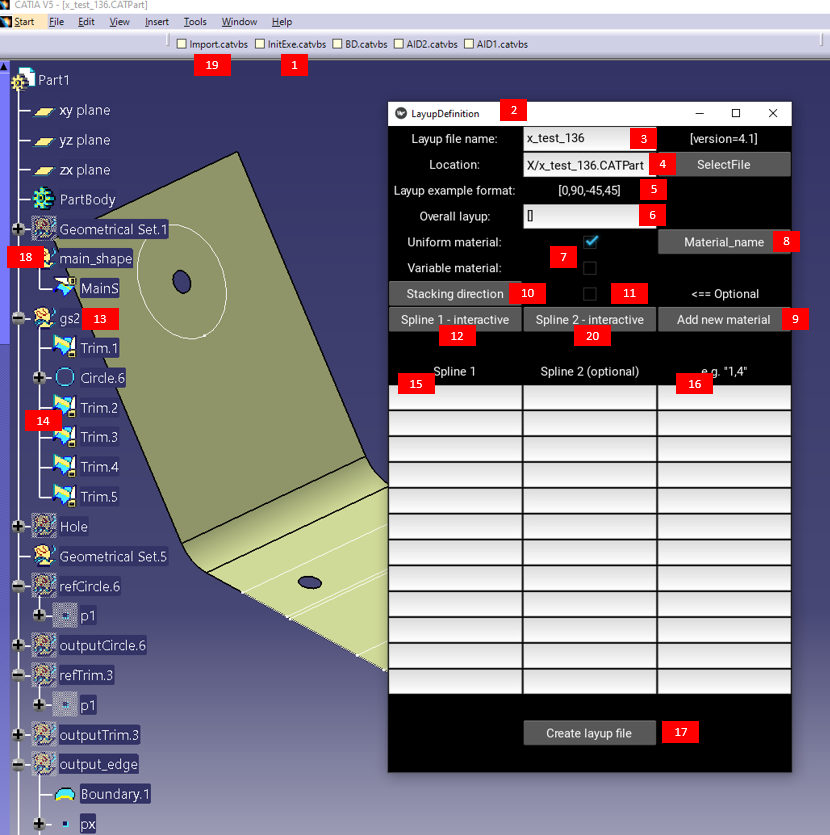 CATIA V5 - [x_test_136.CATPart]
Start File Edit View Insert Tools Window Help
Import.catvbs InitExe.catvbs BD.catvbs AID2.catvbs AID1.catvbs
19 1
Part1
xy plane
yz plane
zx plane
PartBody
Geometrical Set.1
18 main_shape
MainS
gs2 13
Trim.1
Circle.6
Trim.2
14
Trim.3
Trim.4
Trim.5
Hole
Geometrical Set.5
refCircle.6
p1
outputCircle.6
refTrim.3
p1
outputTrim.3
output_edge
Boundary.1
px
LayupDefinition 2
Layup file name: x_test_136 3 [version=4.1]
Location: X/x_test_136.CATPart 4 SelectFile
Layup example format: [0,90,-45,45] 5
Overall layup: [] 6
Uniform material: Material_name 8
7
Variable material:
Stacking direction 10 11 <== Optional
Spline 1 - interactive Spline 2 - interactive Add new material 9
12 20
Spline 1 Spline 2 (optional) e.g. "1,4"
15 16
Create layup file 17